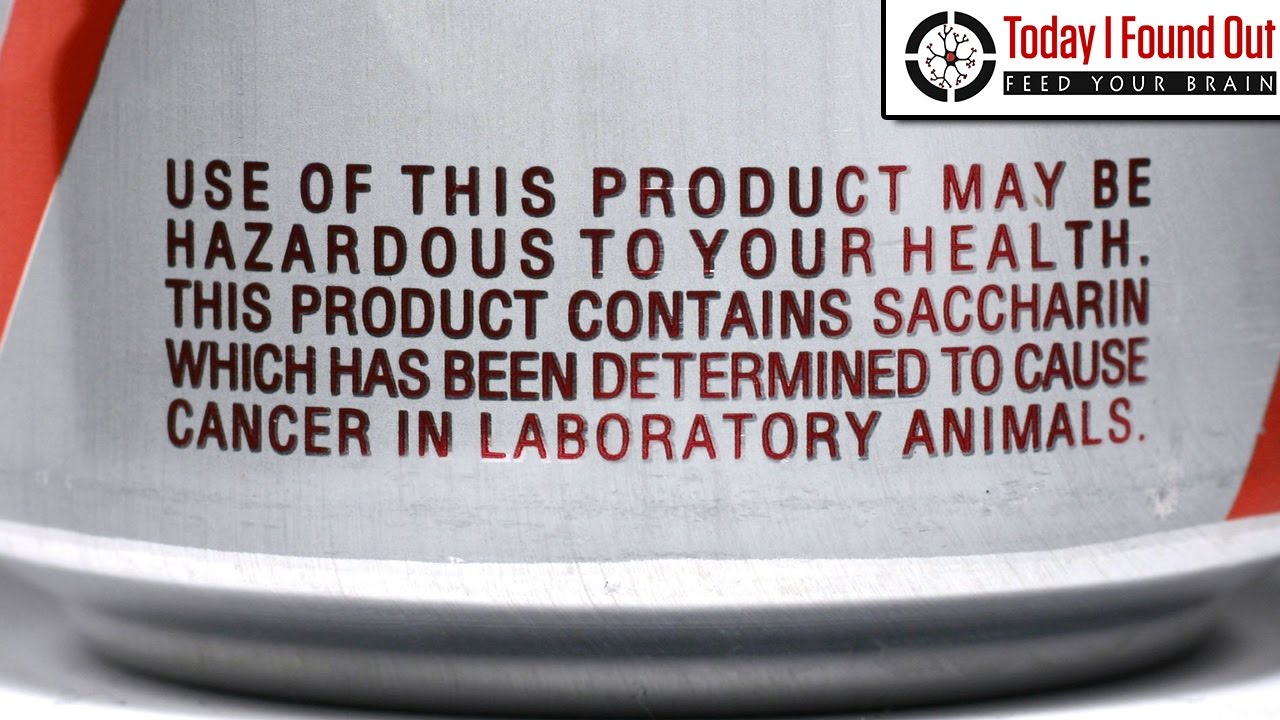 Today I Found Out
FEED YOUR BRAIN
USE OF THIS PRODUCT MAY BE
HAZARDOUS TO YOUR HEALTH.
THIS PRODUCT CONTAINS SACCHARIN
WHICH HAS BEEN DETERMINED TO CAUSE
CANCER IN LABORATORY ANIMALS.